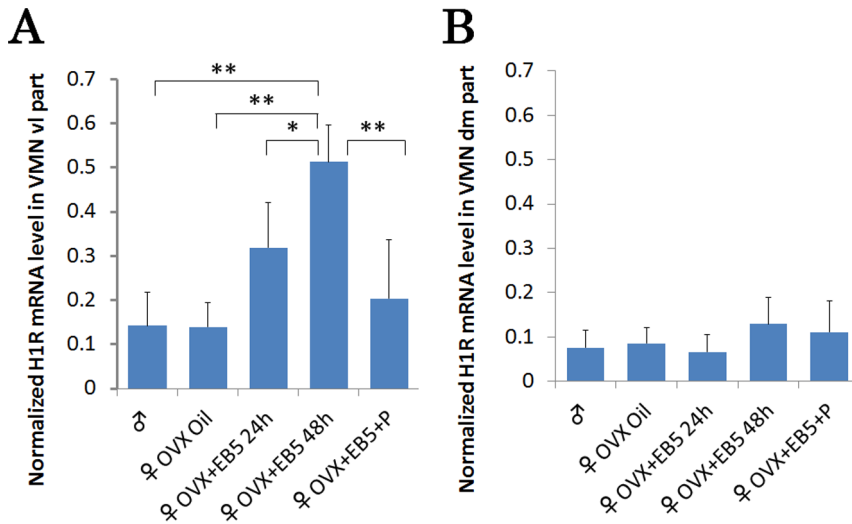 A
Normalized H1R mRNA level in VMN vl part
0.7
0.6
0.5
0.4
0.3
0.2
0.1
0
**
**
*
**
♂
♀ OVX Oil
♀ OVX+EB5 24h
♀ OVX+EB5 48h
♀ OVX+EB5+P
B
Normalized H1R mRNA level in VMN dm part
0.7
0.6
0.5
0.4
0.3
0.2
0.1
0
♂
♀ OVX Oil
♀ OVX+EB5 24h
♀ OVX+EB5 48h
♀ OVX+EB5+P